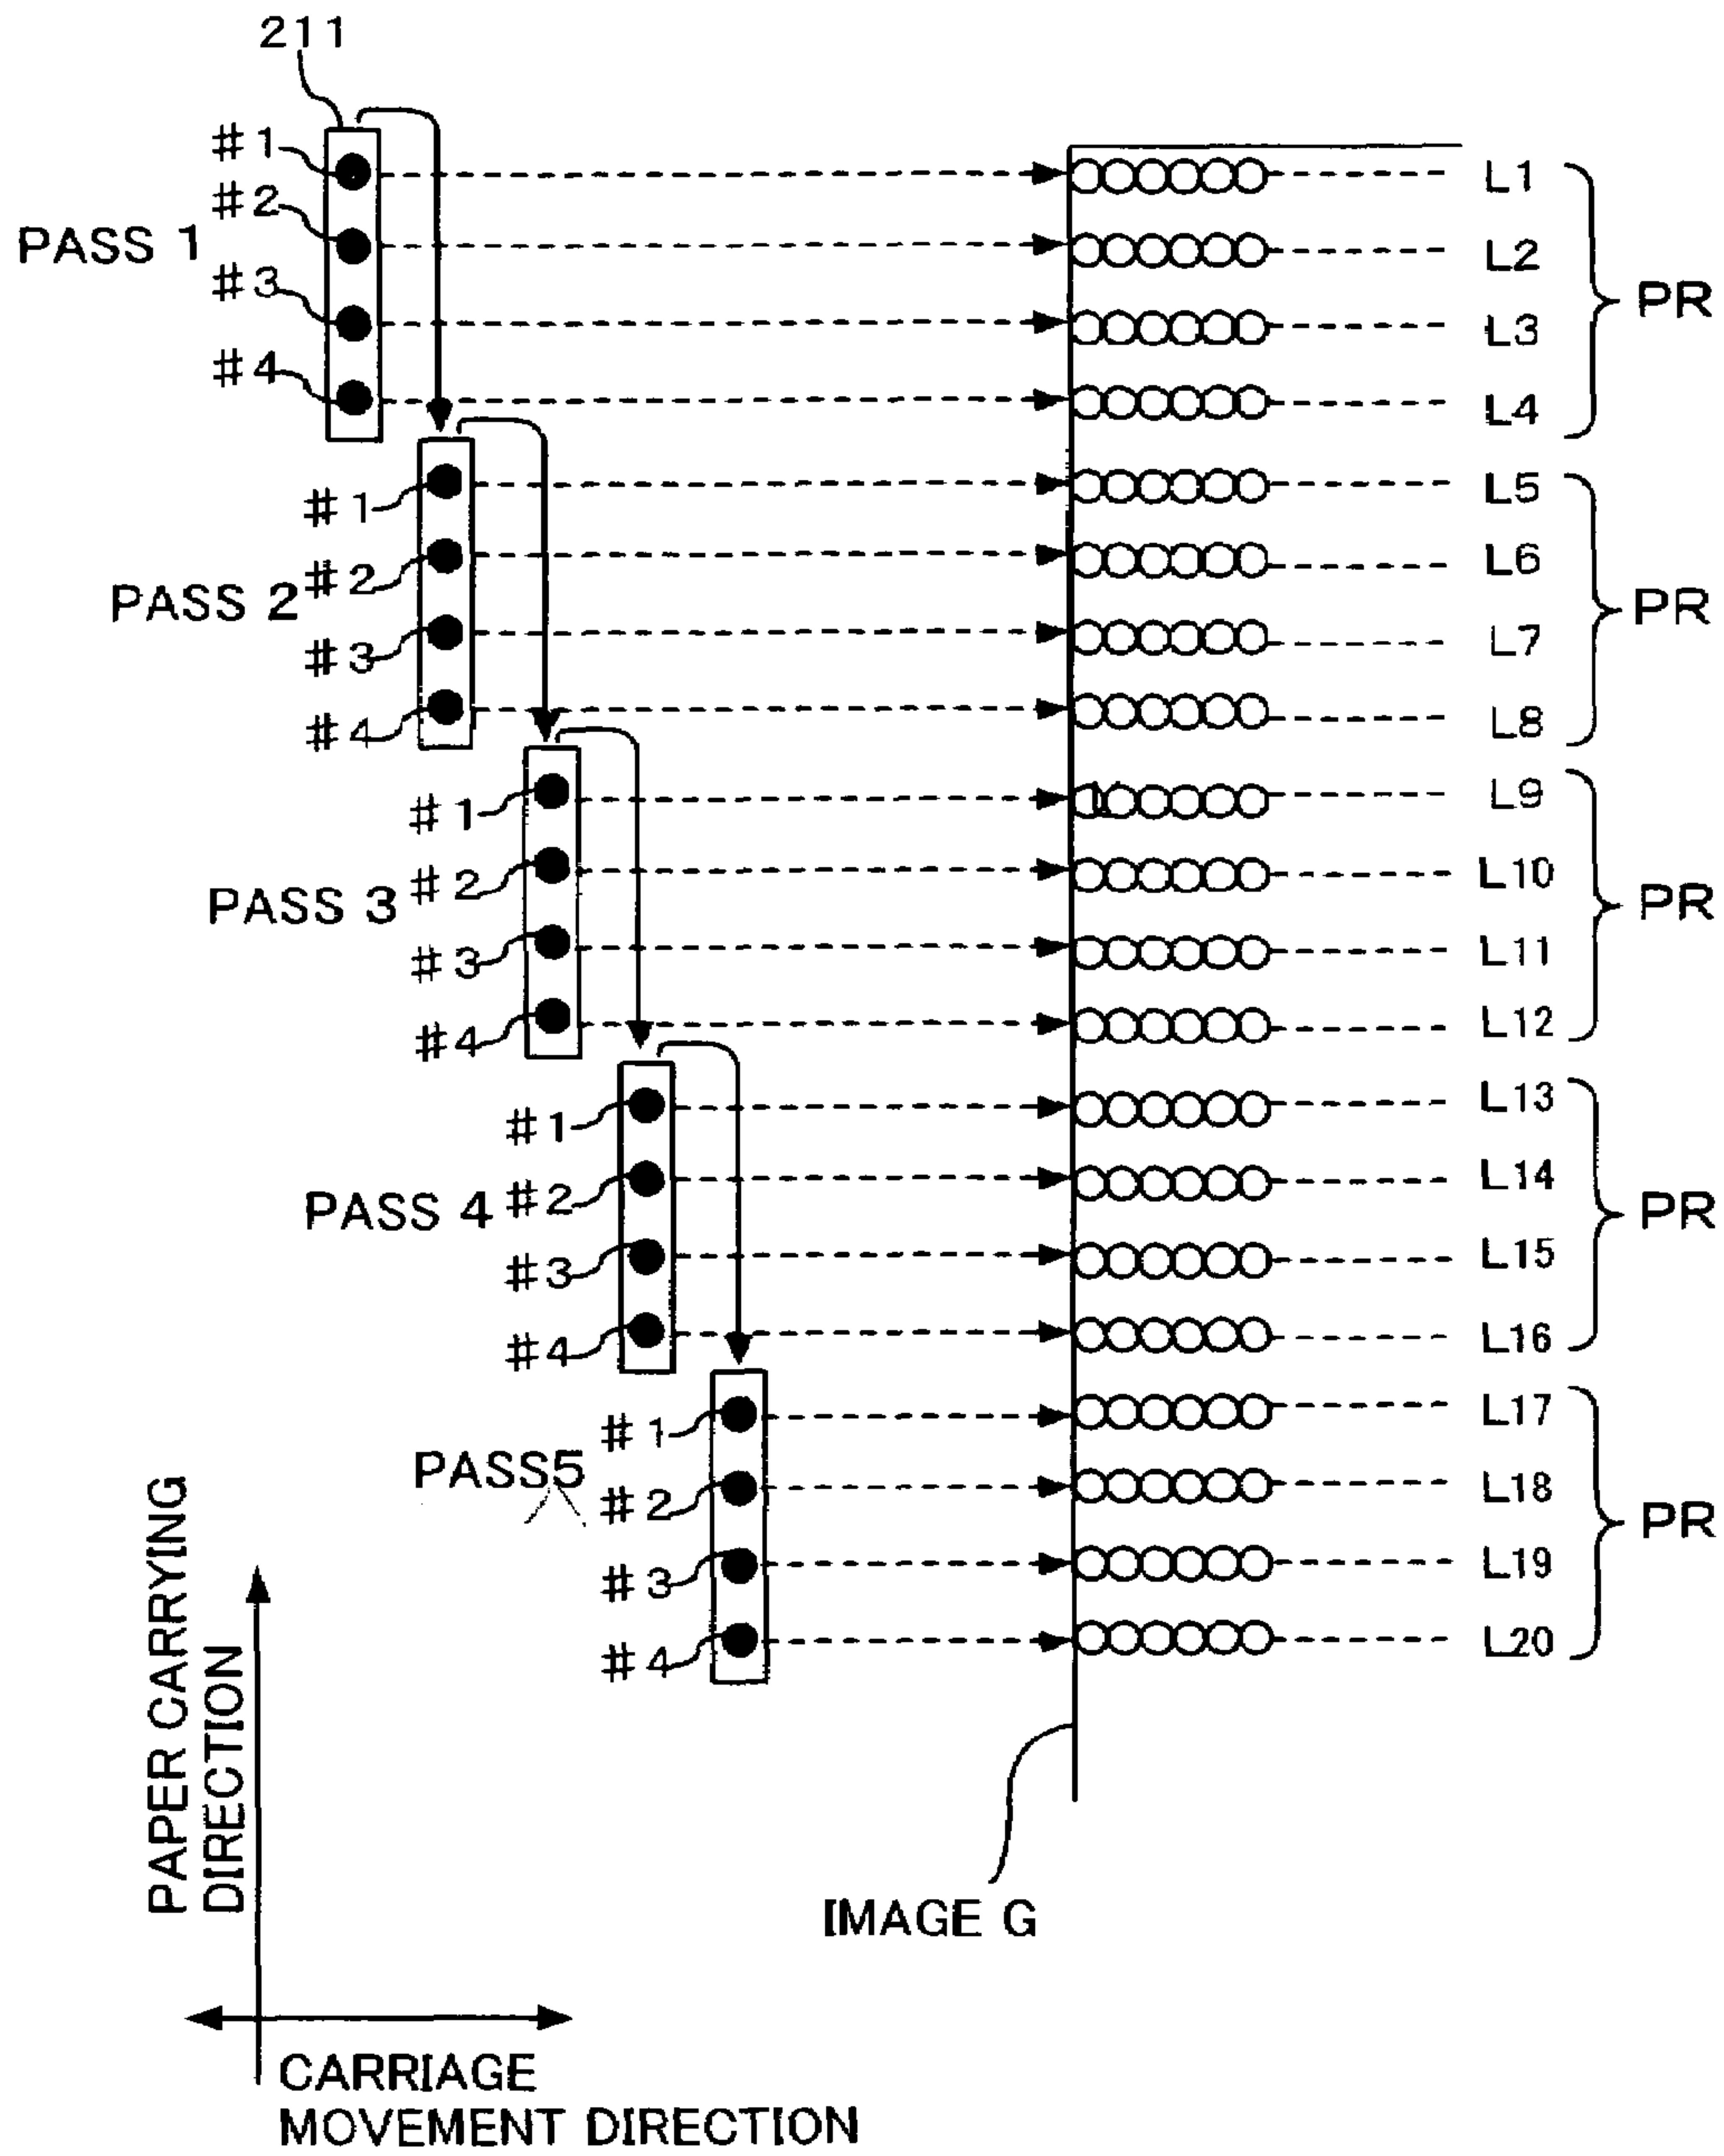 211
#1
#2
PASS 1
#3
#4
L1
L2
L3
L4
PR
#1
#2
PASS 2
#3
#4
L5
L6
L7
L8
PR
#1
#2
PASS 3
#3
#4
L9
L10
L11
L12
PR
#1
#2
PASS 4
#3
#4
L13
L14
L15
L16
PR
#1
PASS5
#2
#3
#4
L17
L18
L19
L20
PR
PAPER CARRYING
DIRECTION
IMAGE G
CARRIAGE
MOVEMENT DIRECTION